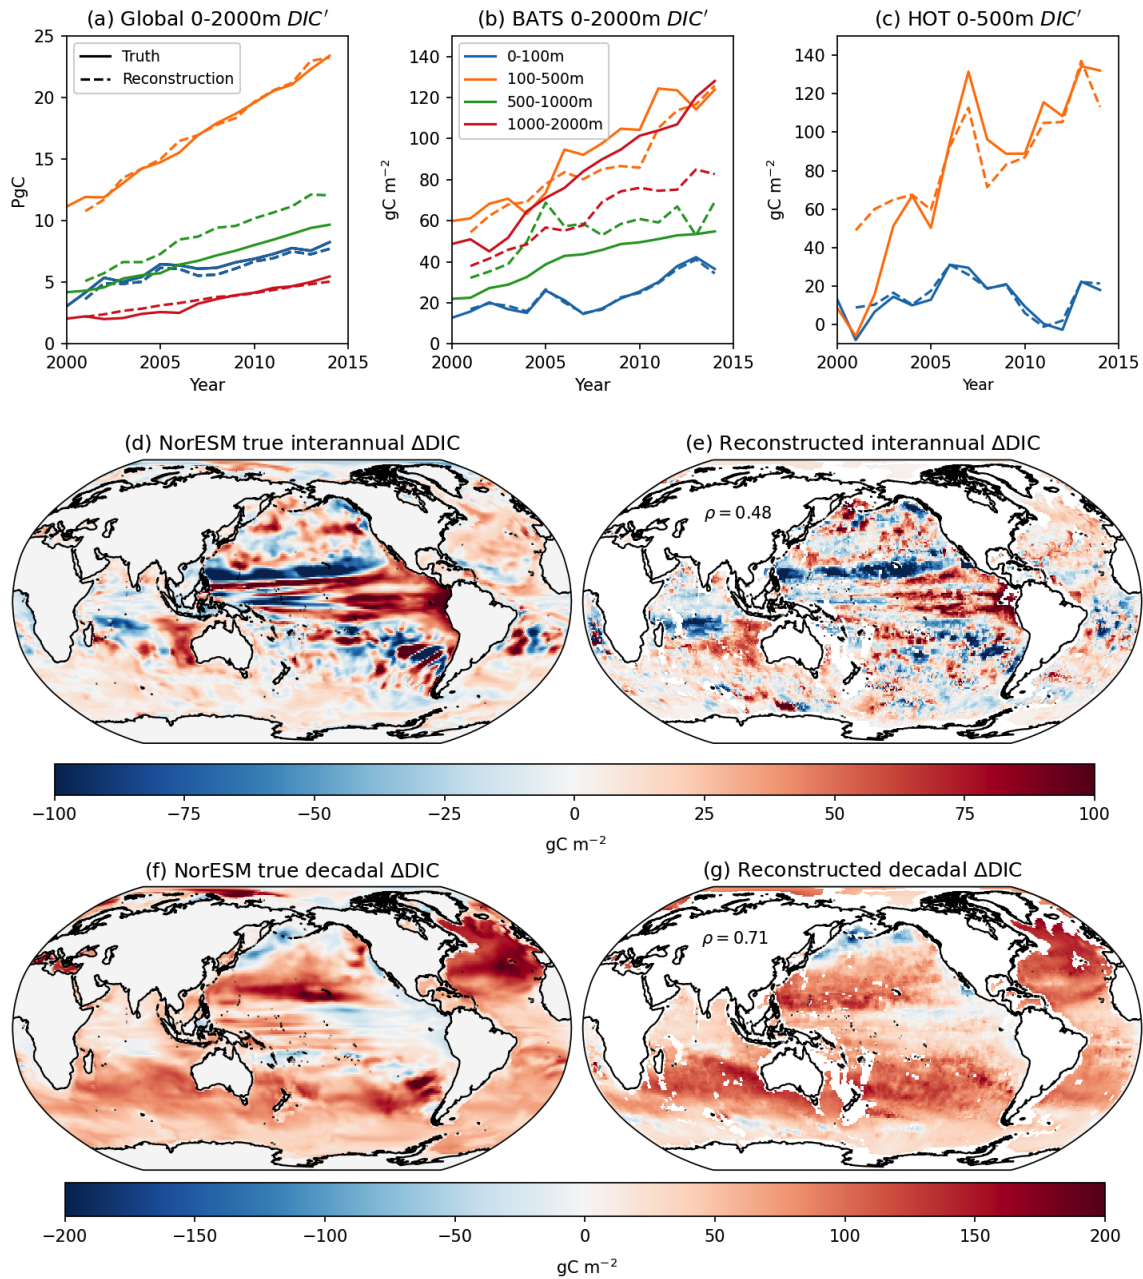 (a) Global 0-2000m DIC′
(b) BATS 0-2000m DIC′
(c) HOT 0-500m DIC′
25
20
15
10
5
0
PgC
Truth
Reconstruction
2000 2005 2010 2015
Year
140
120
100
80
60
40
20
0
gC m⁻²
0-100m
100-500m
500-1000m
1000-2000m
2000 2005 2010 2015
Year
140
120
100
80
60
40
20
0
gC m⁻²
2000 2005 2010 2015
Year
(d) NorESM true interannual ΔDIC
(e) Reconstructed interannual ΔDIC
ρ = 0.48
−100 −75 −50 −25 0 25 50 75 100
gC m⁻²
(f) NorESM true decadal ΔDIC
(g) Reconstructed decadal ΔDIC
ρ = 0.71
−200 −150 −100 −50 0 50 100 150 200
gC m⁻²